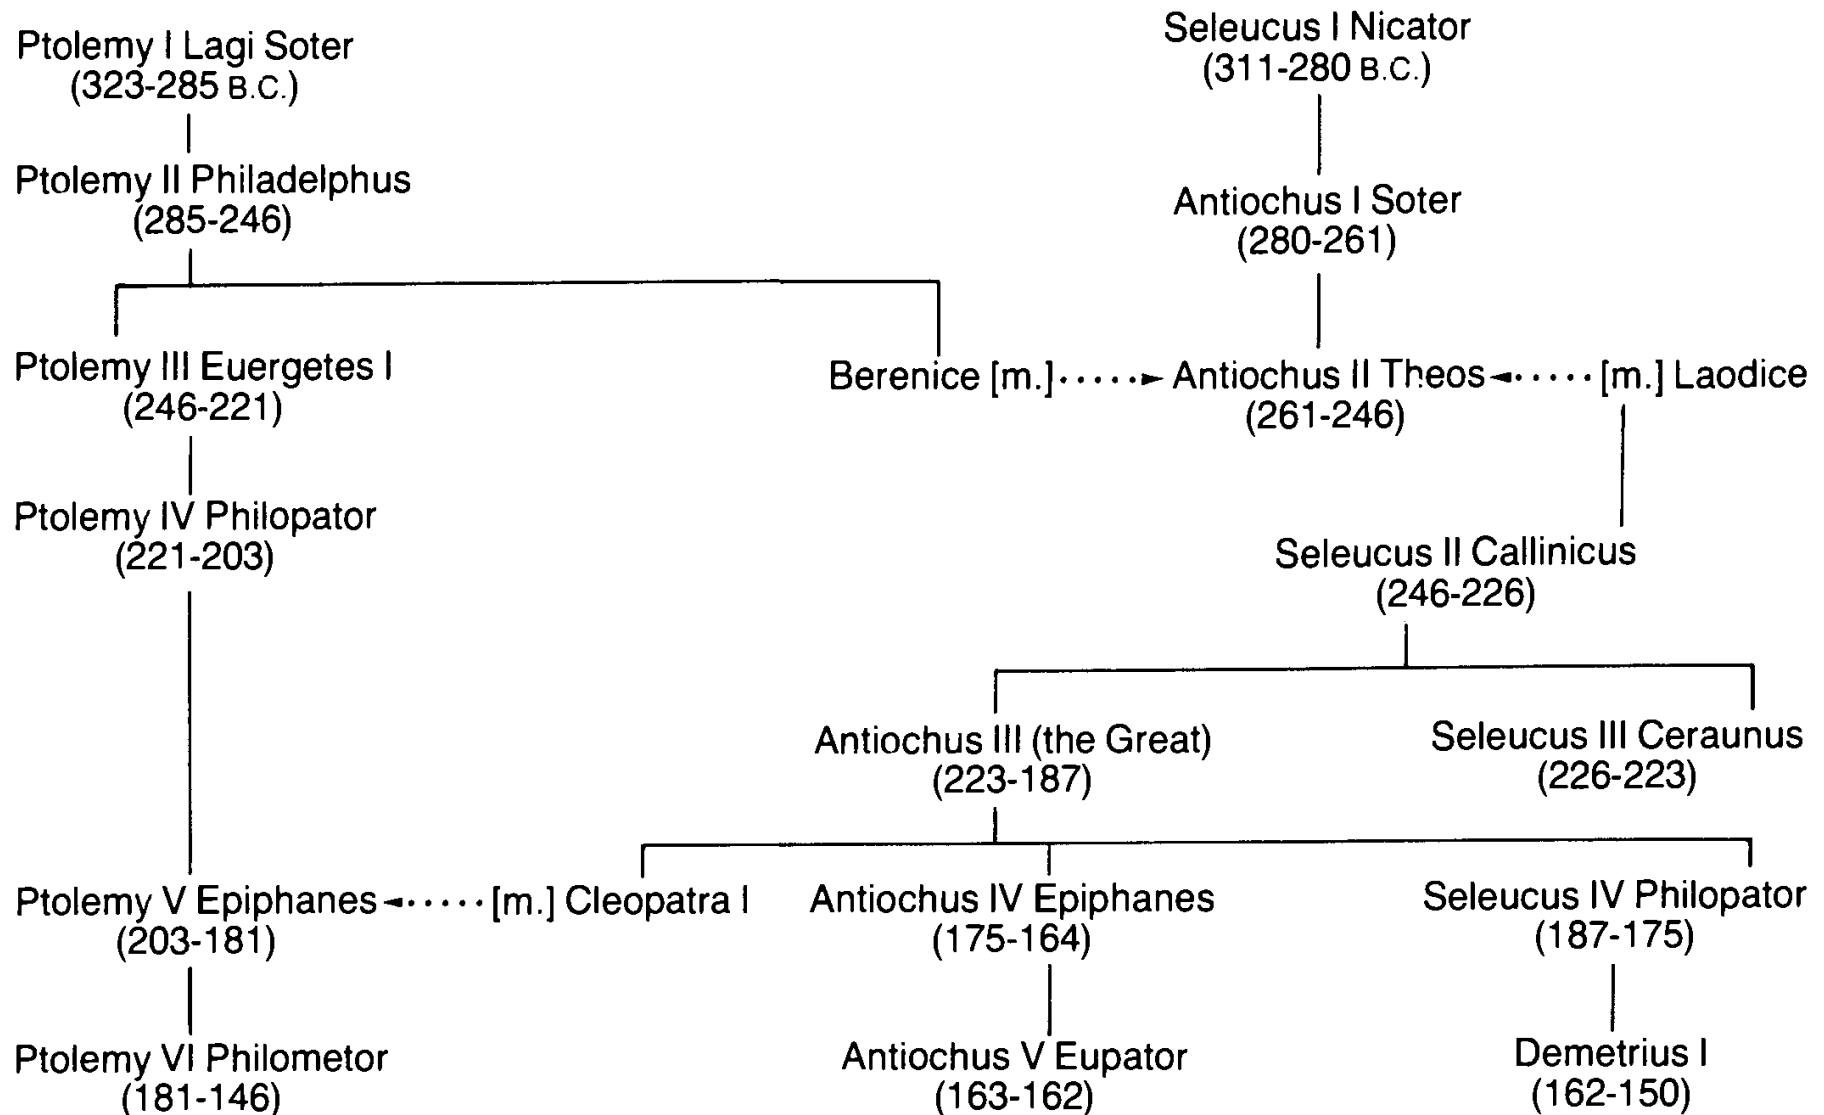 Ptolemy I Lagi Soter
(323-285 B.C.)
Seleucus I Nicator
(311-280 B.C.)
Ptolemy II Philadelphus
(285-246)
Antiochus I Soter
(280-261)
Ptolemy III Euergetes I
(246-221)
Berenice [m.]
Antiochus II Theos
(261-246)
[m.] Laodice
Ptolemy IV Philopator
(221-203)
Seleucus II Callinicus
(246-226)
Antiochus III (the Great)
(223-187)
Seleucus III Ceraunus
(226-223)
Ptolemy V Epiphanes
(203-181)
[m.] Cleopatra I
Antiochus IV Epiphanes
(175-164)
Seleucus IV Philopator
(187-175)
Ptolemy VI Philometor
(181-146)
Antiochus V Eupator
(163-162)
Demetrius I
(162-150)